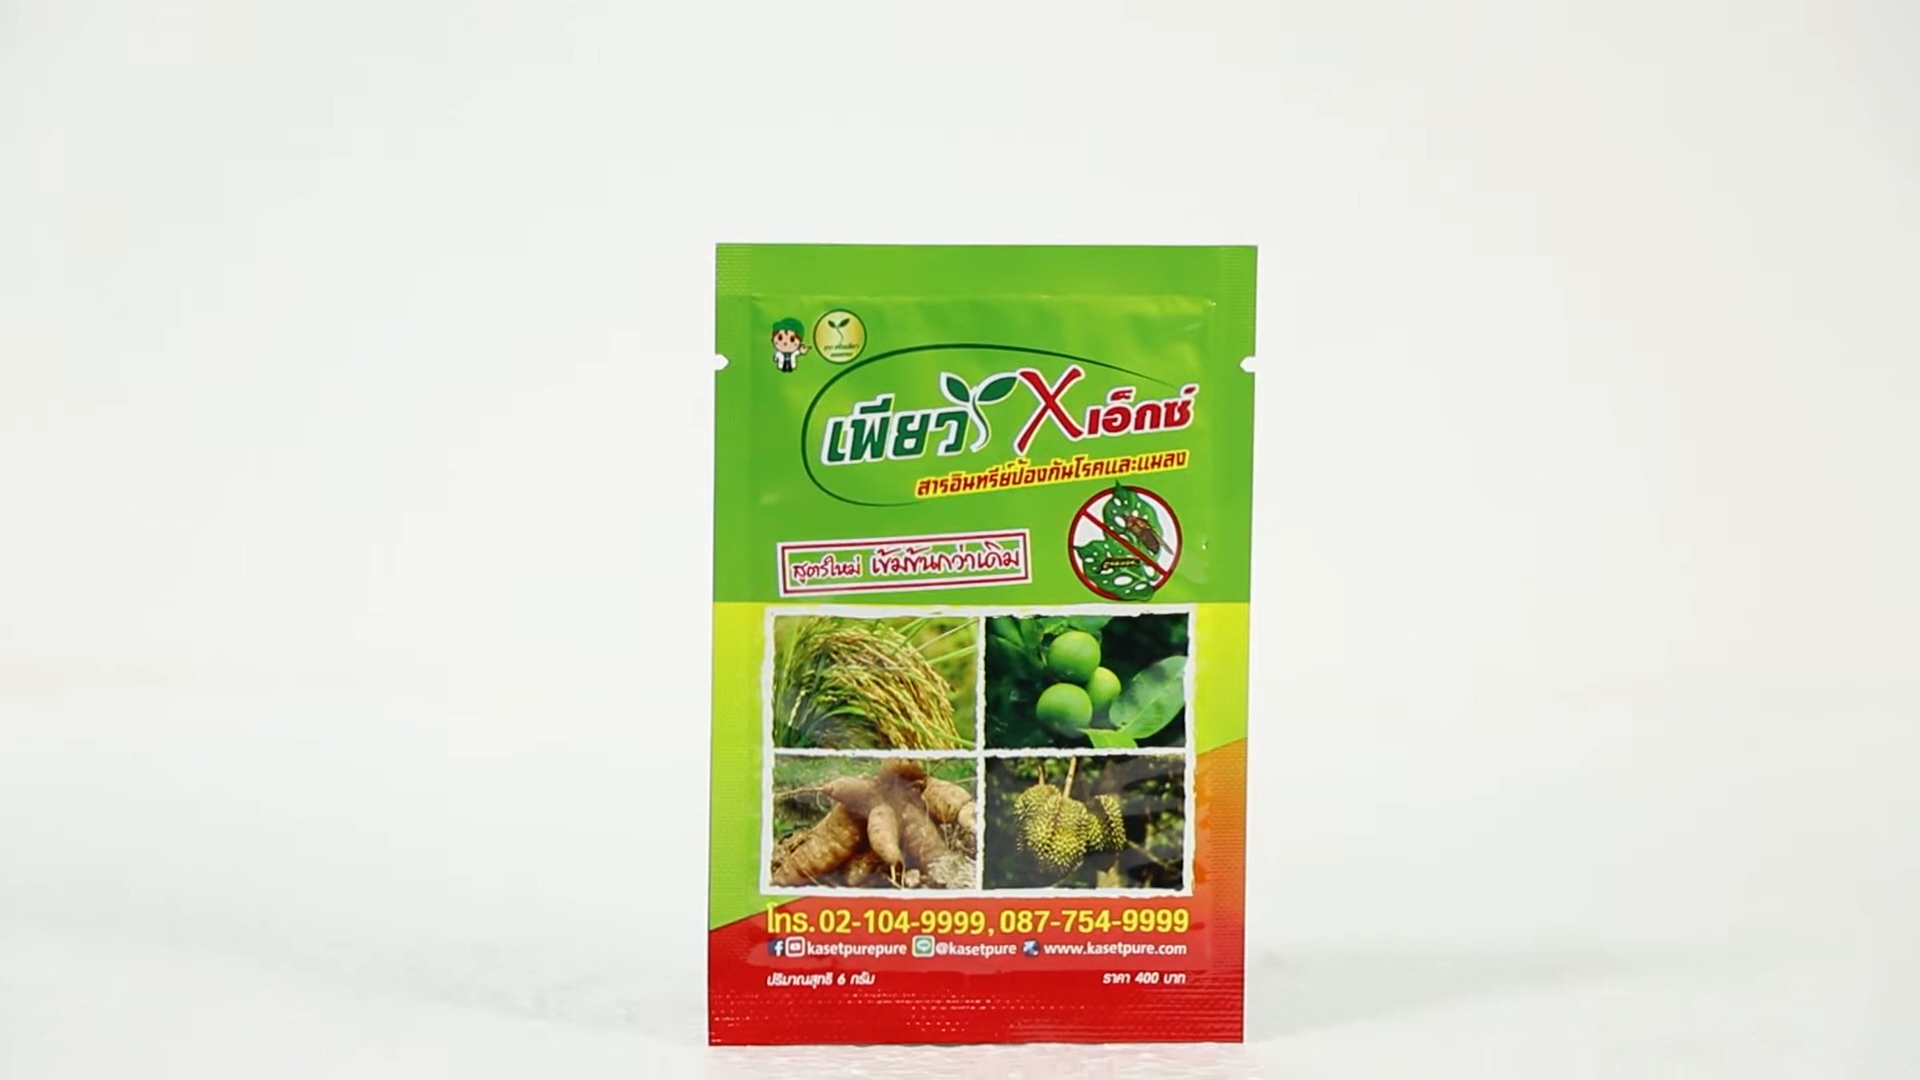 เพียว X เอ็กซ์
สารอินทรีย์ป้องกันโรคและแมลง
สูตรใหม่ เข้มข้นกว่าเดิม
โทร. 02-104-9999, 087-754-9999
kasetpurepure @kasetpure www.kasetpure.com
ปริมาณสุทธิ 6 กรัม ราคา 400 บาท